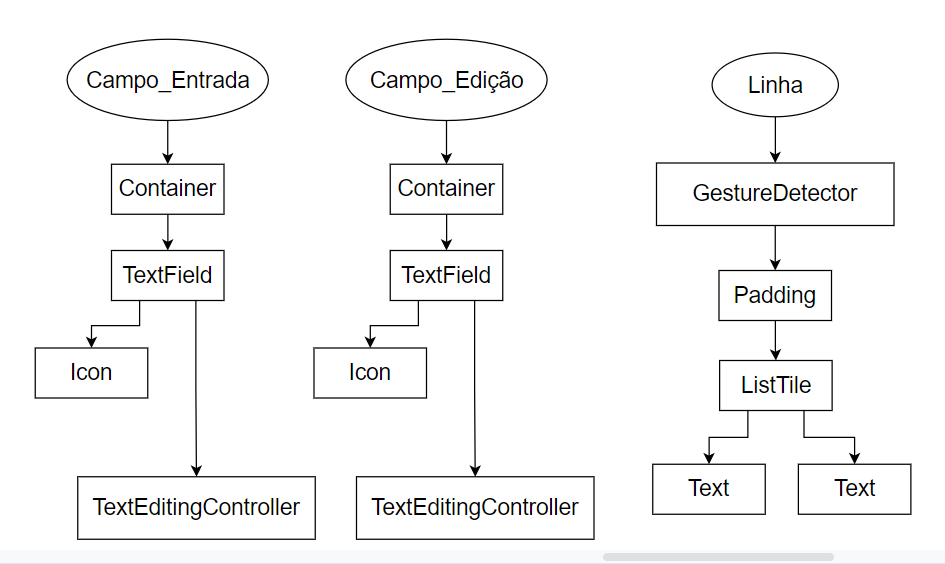 Campo_Entrada
Container
TextField
Icon
TextEditingController
Campo_Edição
Container
TextField
Icon
TextEditingController
Linha
GestureDetector
Padding
ListTile
Text
Text